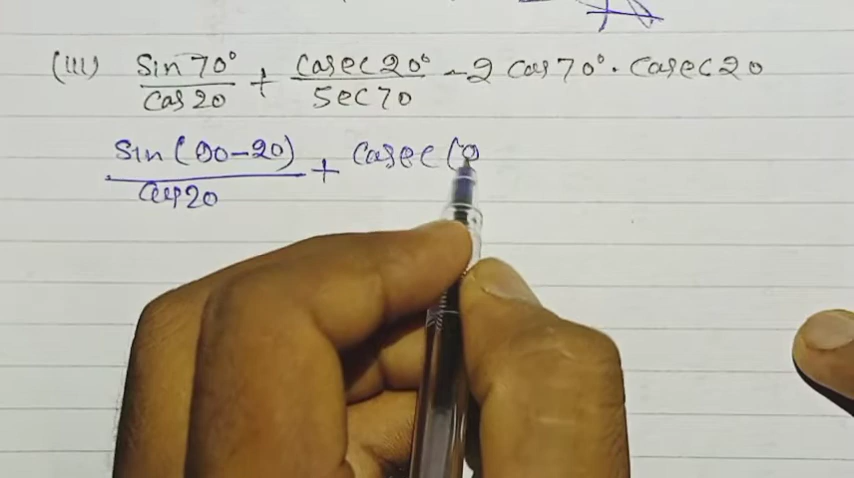 (III) sin 70° / cos 20 + cosec 20° / sec 70 - 2 cos 70° · cosec 20
sin (90-20) / cos 20 + cosec (9